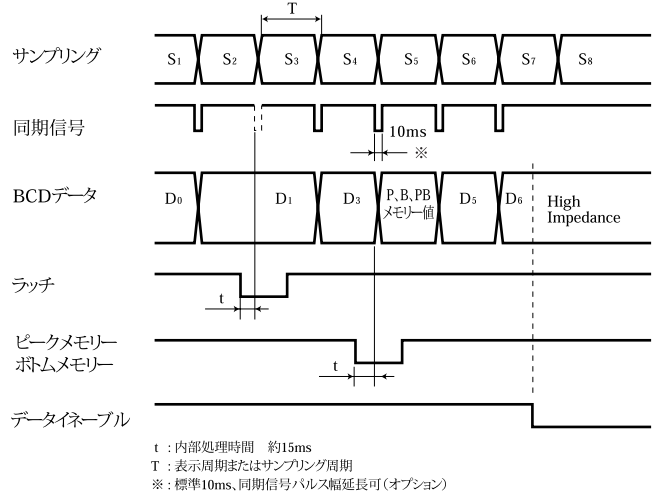 T
サンプリング S1 S2 S3 S4 S5 S6 S7 S8
同期信号
10ms
※
BCDデータ D0 D1 D3 P、B、PB メモリー値 D5 D6 High Impedance
ラッチ
t
ピークメモリー
ボトムメモリー
t
データイネーブル
t : 内部処理時間 約15ms
T : 表示周期またはサンプリング周期
※ : 標準10ms、同期信号パルス幅延長可(オプション)